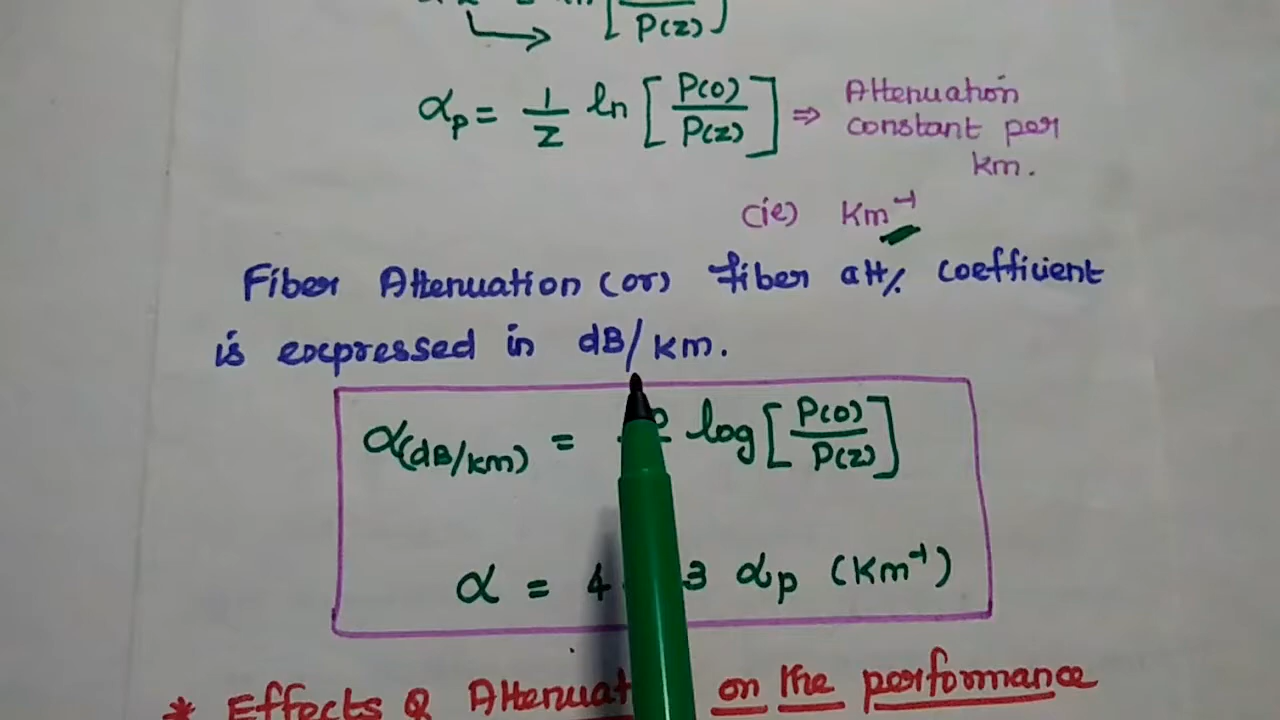 P(z)
αp = 1/z ln [P(0)/P(z)] ⇒ Attenuation constant per km.
(ie) Km⁻¹
Fiber Attenuation (or) fiber att/. coefficient
is expressed in dB/km.
α(dB/km) = log [P(0)/P(z)]
α = 4 3 αp (Km⁻¹)
* Effects of Attenuat on the performance